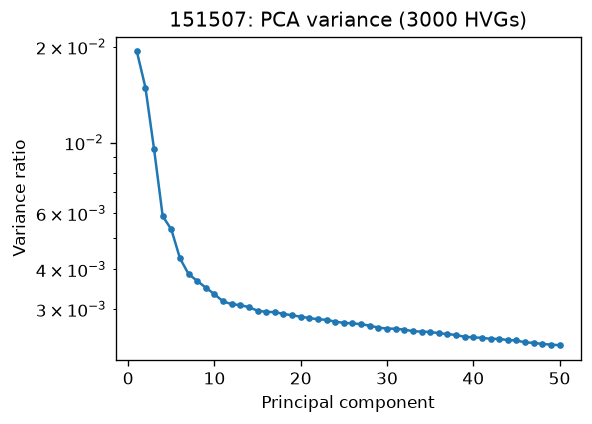 151507: PCA variance (3000 HVGs)
Variance ratio
2 × 10⁻²
10⁻²
6 × 10⁻³
4 × 10⁻³
3 × 10⁻³
0 10 20 30 40 50
Principal component